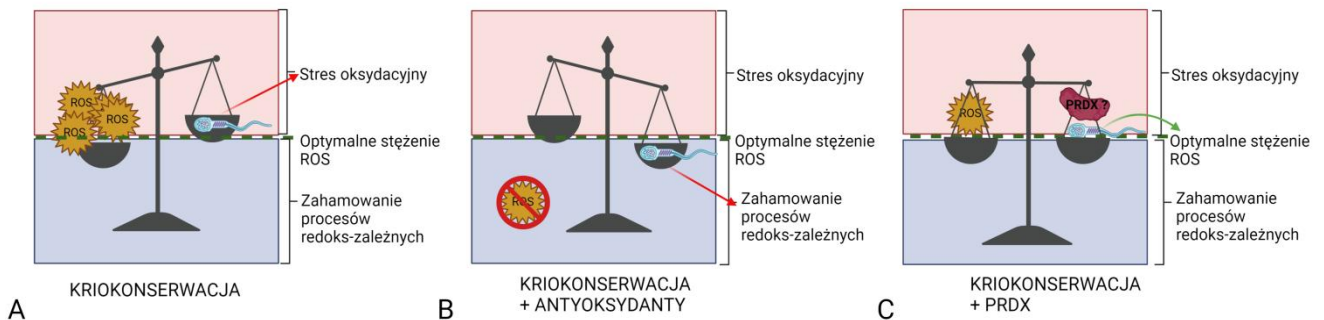 ROS
ROS
ROS
Stres oksydacyjny
Optymalne stężenie
ROS
Zahamowanie
procesów
redoks-zależnych
A
KRIOKONSERWACJA
ROS
Stres oksydacyjny
Optymalne stężenie
ROS
Zahamowanie
procesów
redoks-zależnych
B
KRIOKONSERWACJA
+ ANTYOKSYDANTY
ROS
PRDX ?
Stres oksydacyjny
Optymalne stężenie
ROS
Zahamowanie
procesów
redoks-zależnych
C
KRIOKONSERWACJA
+ PRDX